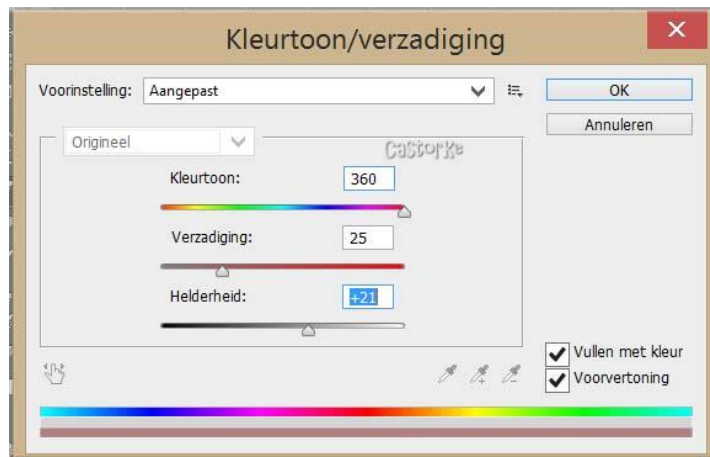 Kleurtoon/verzadiging
Voorinstelling: Aangepast
OK
Annuleren
Origineel
Castorke
Kleurtoon: 360
Verzadiging: 25
Helderheid: +21
Vullen met kleur
Voorvertoning